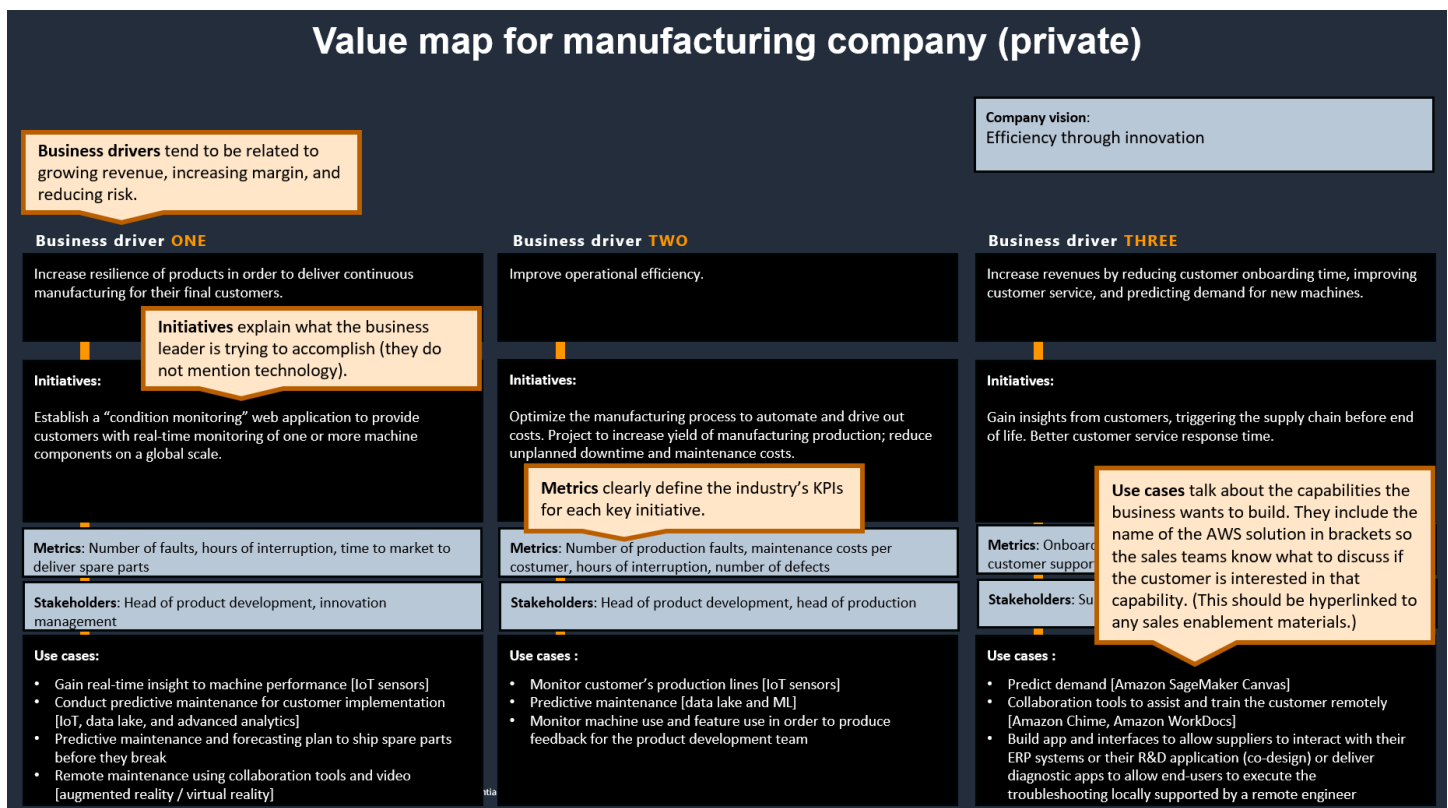 Value map for manufacturing company (private)
Company vision:
Efficiency through innovation
Business drivers tend to be related to
growing revenue, increasing margin, and
reducing risk.
Business driver ONE
Increase resilience of products in order to deliver continuous
manufacturing for their final customers.
Initiatives explain what the business
leader is trying to accomplish (they do
not mention technology).
Initiatives:
Establish a “condition monitoring” web application to provide
customers with real-time monitoring of one or more machine
components on a global scale.
Metrics: Number of faults, hours of interruption, time to market to
deliver spare parts
Stakeholders: Head of product development, innovation
management
Use cases:
• Gain real-time insight to machine performance [IoT sensors]
• Conduct predictive maintenance for customer implementation
[IoT, data lake, and advanced analytics]
• Predictive maintenance and forecasting plan to ship spare parts
before they break
• Remote maintenance using collaboration tools and video
[augmented reality / virtual reality]
Business driver TWO
Improve operational efficiency.
Initiatives:
Optimize the manufacturing process to automate and drive out
costs. Project to increase yield of manufacturing production; reduce
unplanned downtime and maintenance costs.
Metrics clearly define the industry’s KPIs
for each key initiative.
Metrics: Number of production faults, maintenance costs per
costumer, hours of interruption, number of defects
Stakeholders: Head of product development, head of production
Use cases :
• Monitor customer’s production lines [IoT sensors]
• Predictive maintenance [data lake and ML]
• Monitor machine use and feature use in order to produce
feedback for the product development team
Business driver THREE
Increase revenues by reducing customer onboarding time, improving
customer service, and predicting demand for new machines.
Initiatives:
Gain insights from customers, triggering the supply chain before end
of life. Better customer service response time.
Use cases talk about the capabilities the
business wants to build. They include the
name of the AWS solution in brackets so
the sales teams know what to discuss if
the customer is interested in that
capability. (This should be hyperlinked to
any sales enablement materials.)
Metrics:
customer
Stakeholders:
Use cases :
• Predict demand [Amazon SageMaker Canvas]
• Collaboration tools to assist and train the customer remotely
[Amazon Chime, Amazon WorkDocs]
• Build app and interfaces to allow suppliers to interact with their
ERP systems or their R&D application (co-design) or deliver
diagnostic apps to allow end-users to execute the
troubleshooting locally supported by a remote engineer